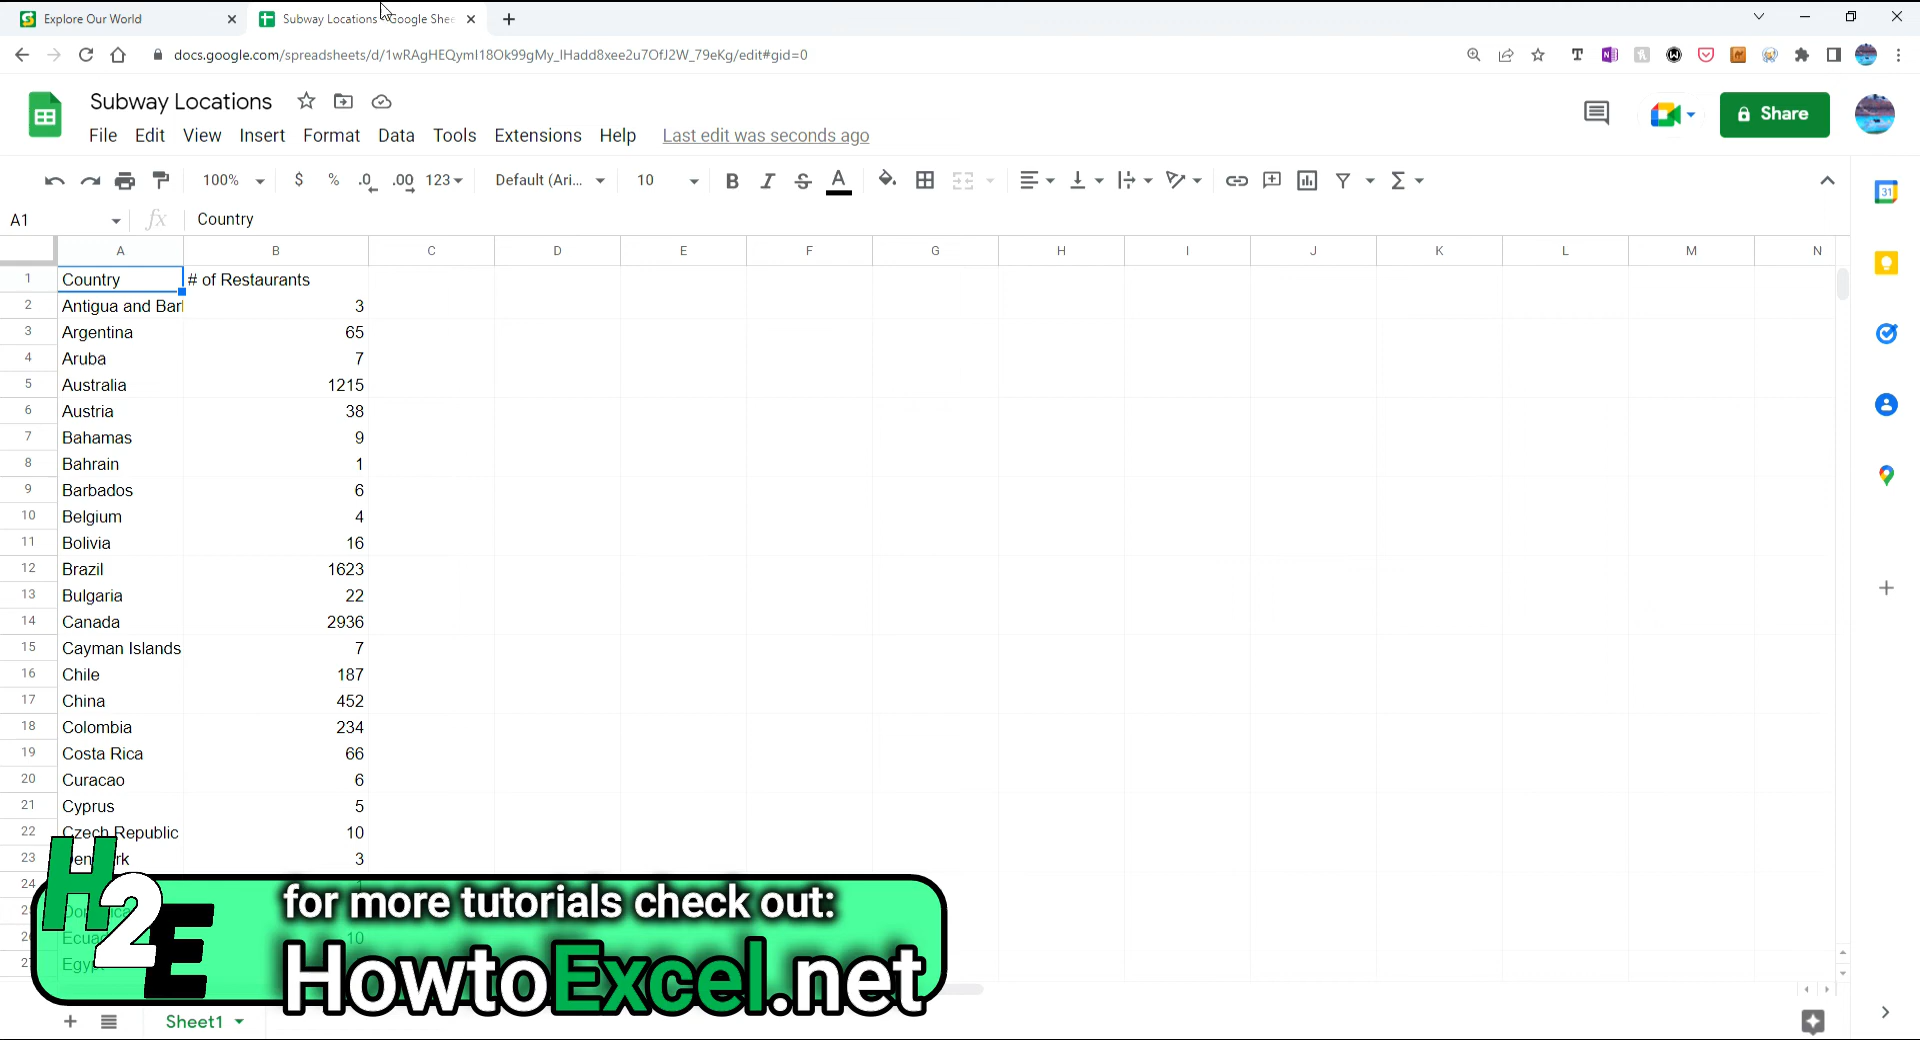 Explore Our World
Subway Locations - Google Shee
docs.google.com/spreadsheets/d/1wRAgHEQymI18Ok99gMy_IHadd8xee2u7OfJ2W_79eKg/edit#gid=0
Subway Locations
File Edit View Insert Format Data Tools Extensions Help Last edit was seconds ago
Share
100% $ % .0 .00 123 Default (Ari... 10 B I S A
A1 fx Country
A B C D E F G H I J K L M N
1 Country # of Restaurants
2 Antigua and Barl 3
3 Argentina 65
4 Aruba 7
5 Australia 1215
6 Austria 38
7 Bahamas 9
8 Bahrain 1
9 Barbados 6
10 Belgium 4
11 Bolivia 16
12 Brazil 1623
13 Bulgaria 22
14 Canada 2936
15 Cayman Islands 7
16 Chile 187
17 China 452
18 Colombia 234
19 Costa Rica 66
20 Curacao 6
21 Cyprus 5
22 Czech Republic 10
23 3
24
10
Egypt
H2E
for more tutorials check out:
HowtoExcel.net
Sheet1